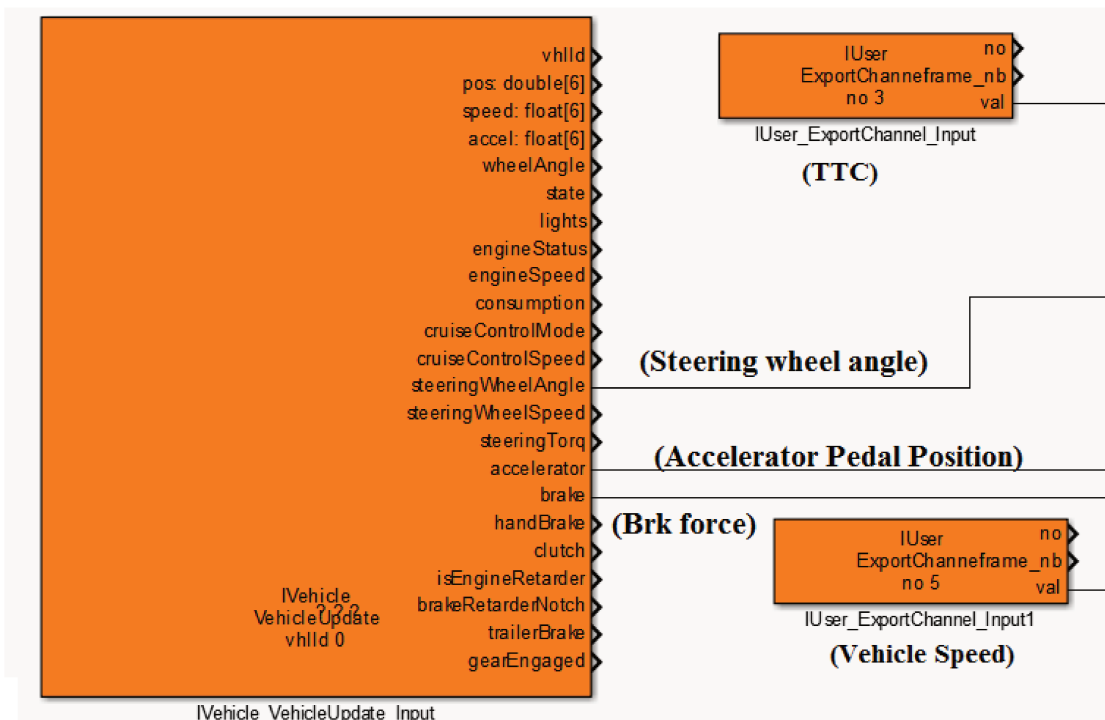 vhlId
pos: double[6]
speed: float[6]
accel: float[6]
wheelAngle
state
lights
engineStatus
engineSpeed
consumption
cruiseControlMode
cruiseControlSpeed
steeringWheelAngle
steeringWheelSpeed
steeringTorq
accelerator
brake
handBrake
clutch
isEngineRetarder
brakeRetarderNotch
trailerBrake
gearEngaged
IVehicle
? ? ?
VehicleUpdate
vhlId 0
IVehicle_VehicleUpdate_Input
(Steering wheel angle)
(Accelerator Pedal Position)
(Brk force)
IUser
no
ExportChanneframe_nb
no 3
val
IUser_ExportChannel_Input
(TTC)
IUser
no
ExportChanneframe_nb
no 5
val
IUser_ExportChannel_Input1
(Vehicle Speed)